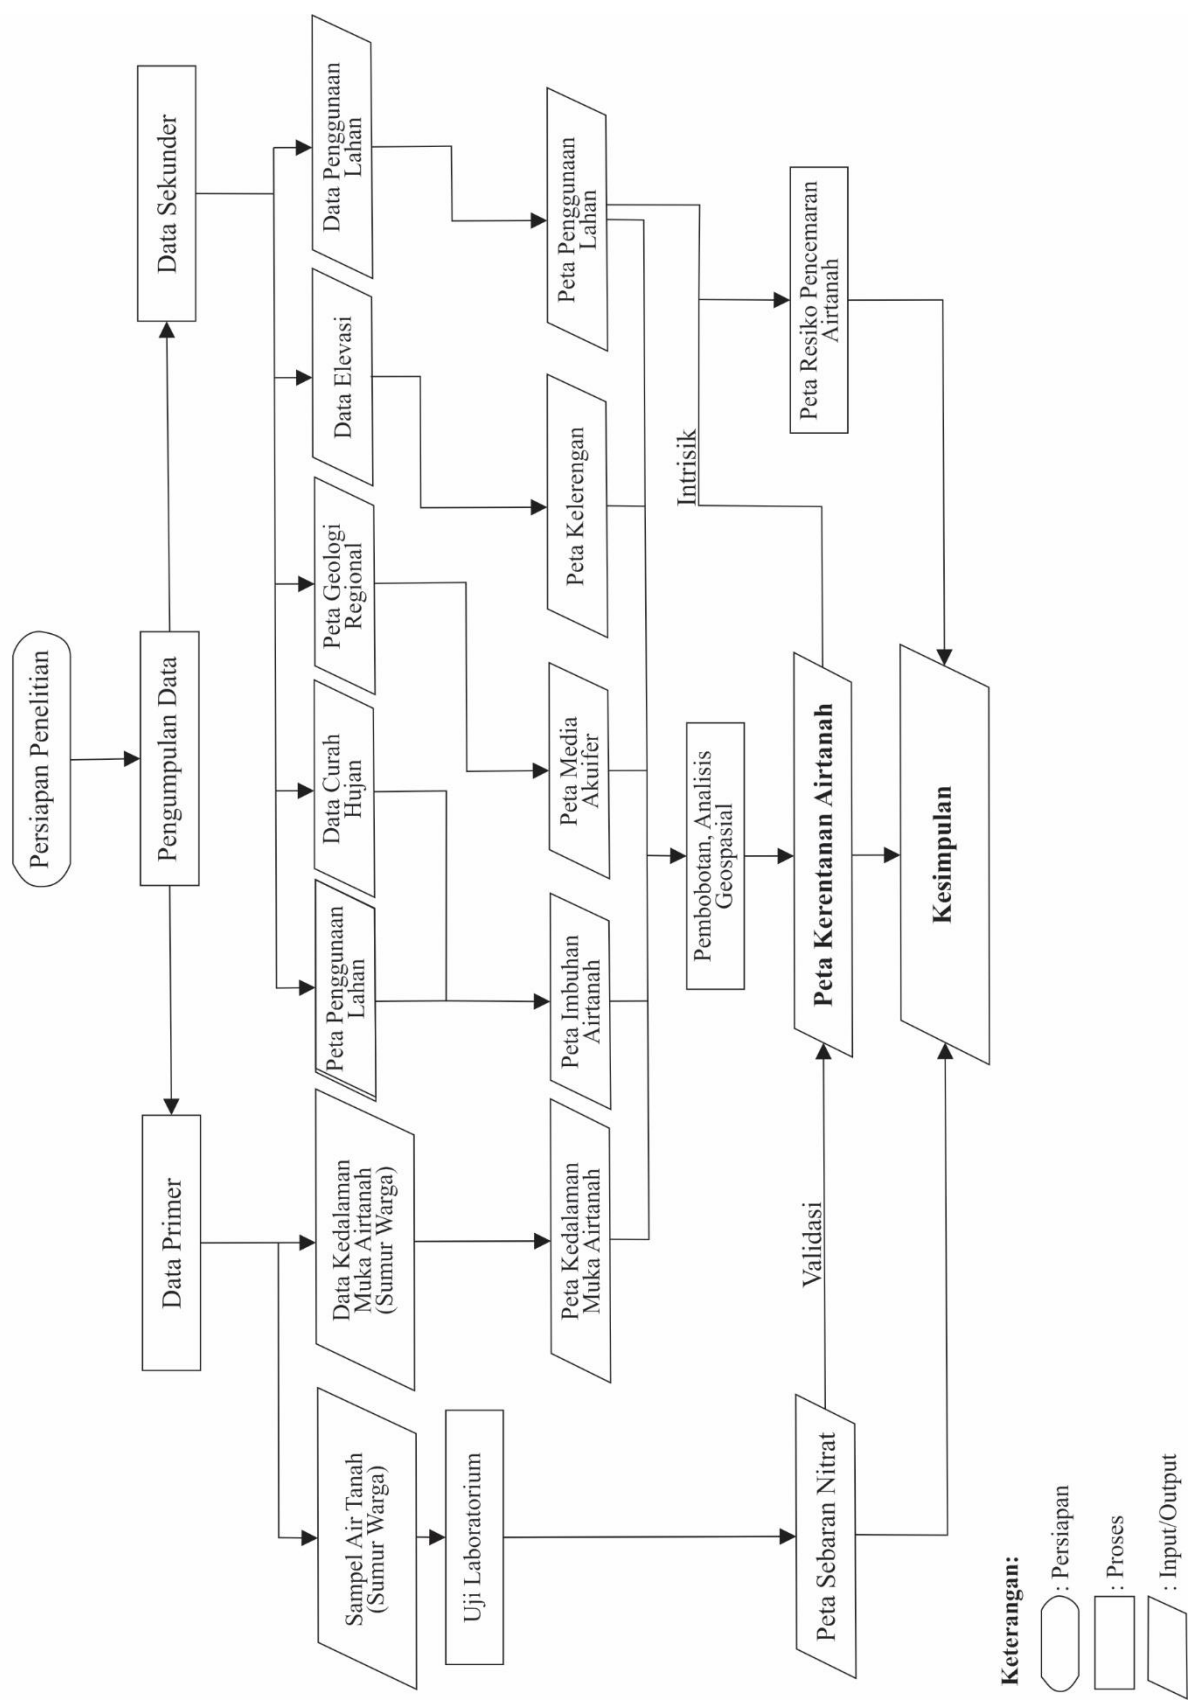 Persiapan Penelitian
Pengumpulan Data
Data Primer
Data Sekunder
Sampel Air Tanah
(Sumur Warga)
Data Kedalaman
Muka Airtanah
(Sumur Warga)
Peta Penggunaan
Lahan
Data Curah
Hujan
Peta Geologi
Regional
Data Elevasi
Data Penggunaan
Lahan
Uji Laboratorium
Peta Kedalaman
Muka Airtanah
Peta Imbuhan
Airtanah
Peta Media
Akuifer
Peta Kelerengan
Peta Penggunaan
Lahan
Pembobotan, Analisis
Geospasial
Intrisik
Peta Sebaran Nitrat
Validasi
Peta Kerentanan Airtanah
Peta Resiko Pencemaran
Airtanah
Kesimpulan
Keterangan:
: Persiapan
: Proses
: Input/Output